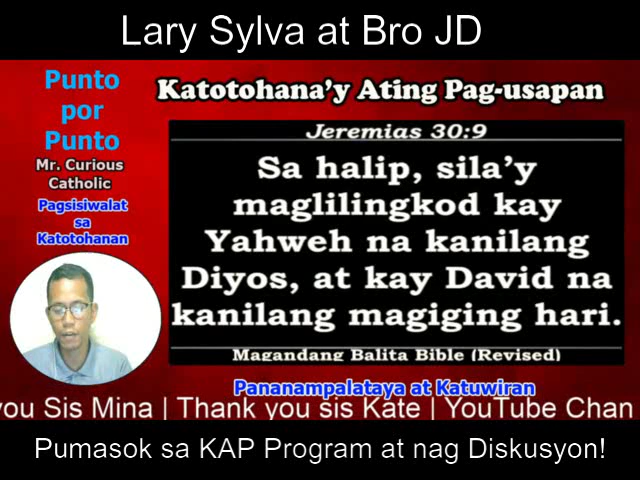 Lary Sylva at Bro JD
Punto
por
Punto
Mr. Curious
Catholic
Pagsisiwalat
sa
Katotohanan
Katotohana'y Ating Pag-usapan
Jeremias 30:9
Sa halip, sila'y
maglilingkod kay
Yahweh na kanilang
Diyos, at kay David na
kanilang magiging hari.
Magandang Balita Bible (Revised)
Pananampalataya at Katuwiran
you Sis Mina | Thank you sis Kate | YouTube Chan
Pumasok sa KAP Program at nag Diskusyon!